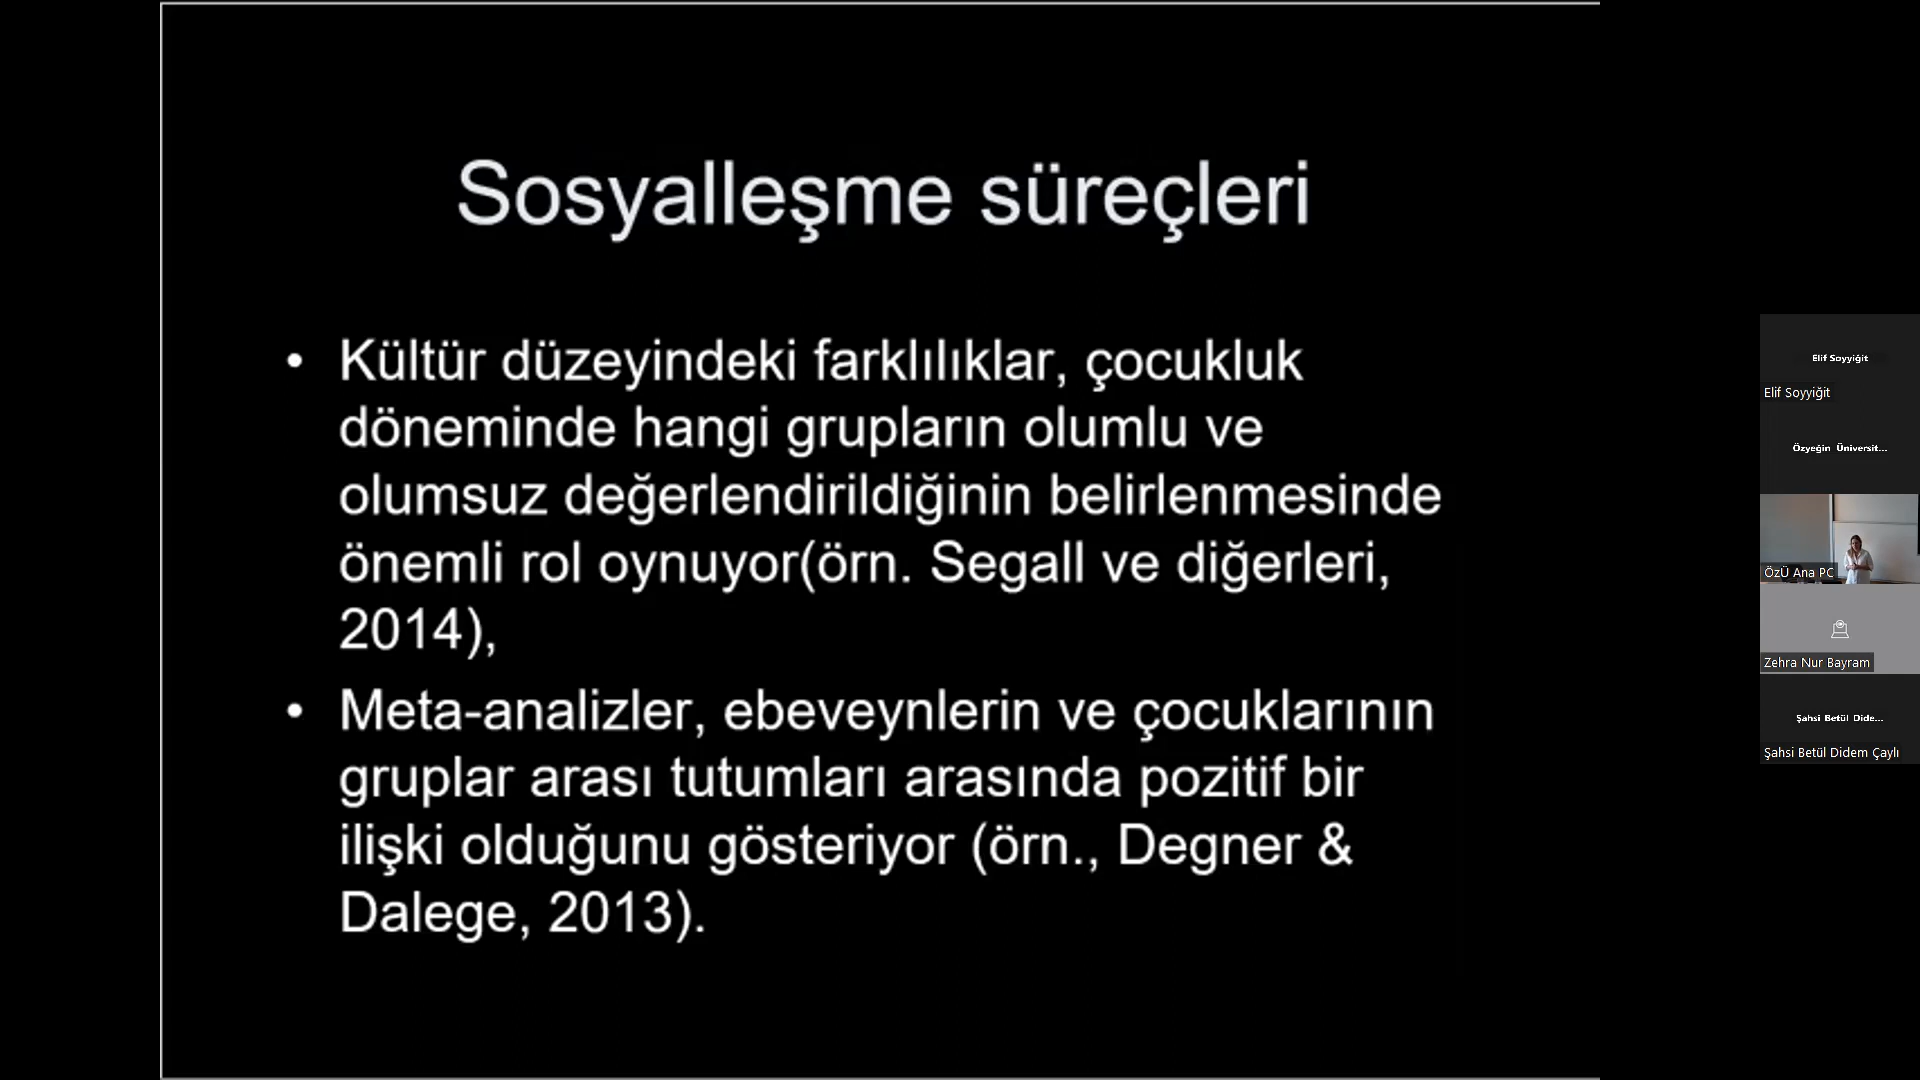 Sosyalleşme süreçleri
• Kültür düzeyindeki farklılıklar, çocukluk
döneminde hangi grupların olumlu ve
olumsuz değerlendirildiğinin belirlenmesinde
önemli rol oynuyor(örn. Segall ve diğerleri,
2014),
• Meta-analizler, ebeveynlerin ve çocuklarının
gruplar arası tutumları arasında pozitif bir
ilişki olduğunu gösteriyor (örn., Degner &
Dalege, 2013).
Elif Soyyiğit
Elif Soyyiğit
Özyeğin Üniversit...
ÖzÜ Ana PC
Zehra Nur Bayram
Şahsi Betül Dide...
Şahsi Betül Didem Çaylı